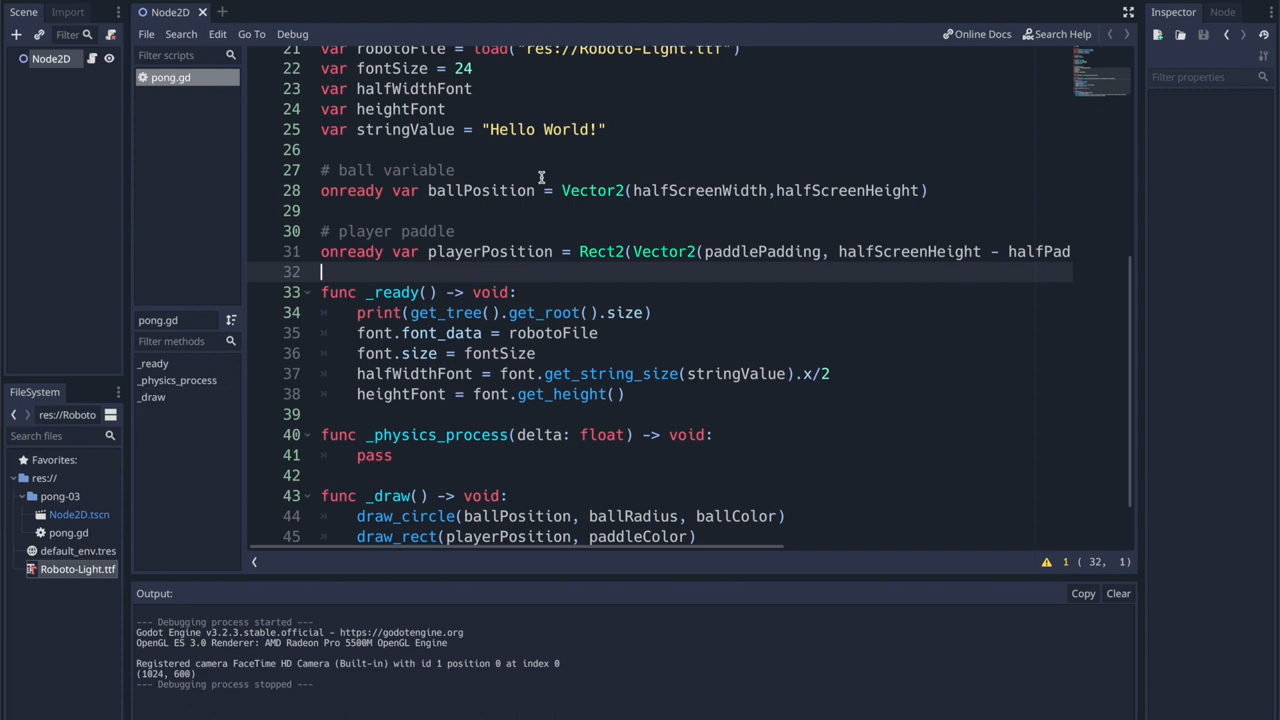 Scene Import
Filter
Node2D
Node2D
File Search Edit Go To Debug
Online Docs Search Help
Filter scripts
pong.gd
pong.gd
Filter methods
_ready
_physics_process
_draw
21 var robotoFile = load("res://Roboto-Light.ttf")
22 var fontSize = 24
23 var halfWidthFont
24 var heightFont
25 var stringValue = "Hello World!"
26
27 # ball variable
28 onready var ballPosition = Vector2(halfScreenWidth,halfScreenHeight)
29
30 # player paddle
31 onready var playerPosition = Rect2(Vector2(paddlePadding, halfScreenHeight - halfPad
32
33 func _ready() -> void:
34 print(get_tree().get_root().size)
35 font.font_data = robotoFile
36 font.size = fontSize
37 halfWidthFont = font.get_string_size(stringValue).x/2
38 heightFont = font.get_height()
39
40 func _physics_process(delta: float) -> void:
41 pass
42
43 func _draw() -> void:
44 draw_circle(ballPosition, ballRadius, ballColor)
45 draw_rect(playerPosition, paddleColor)
1 ( 32, 1)
FileSystem
res://Roboto
Search files
Favorites:
res://
pong-03
Node2D.tscn
pong.gd
default_env.tres
Roboto-Light.ttf
Output:
Copy Clear
--- Debugging process started ---
Godot Engine v3.2.3.stable.official - https://godotengine.org
OpenGL ES 3.0 Renderer: AMD Radeon Pro 5500M OpenGL Engine
Registered camera FaceTime HD Camera (Built-in) with id 1 position 0 at index 0
(1024, 600)
--- Debugging process stopped ---
Inspector Node
Filter properties